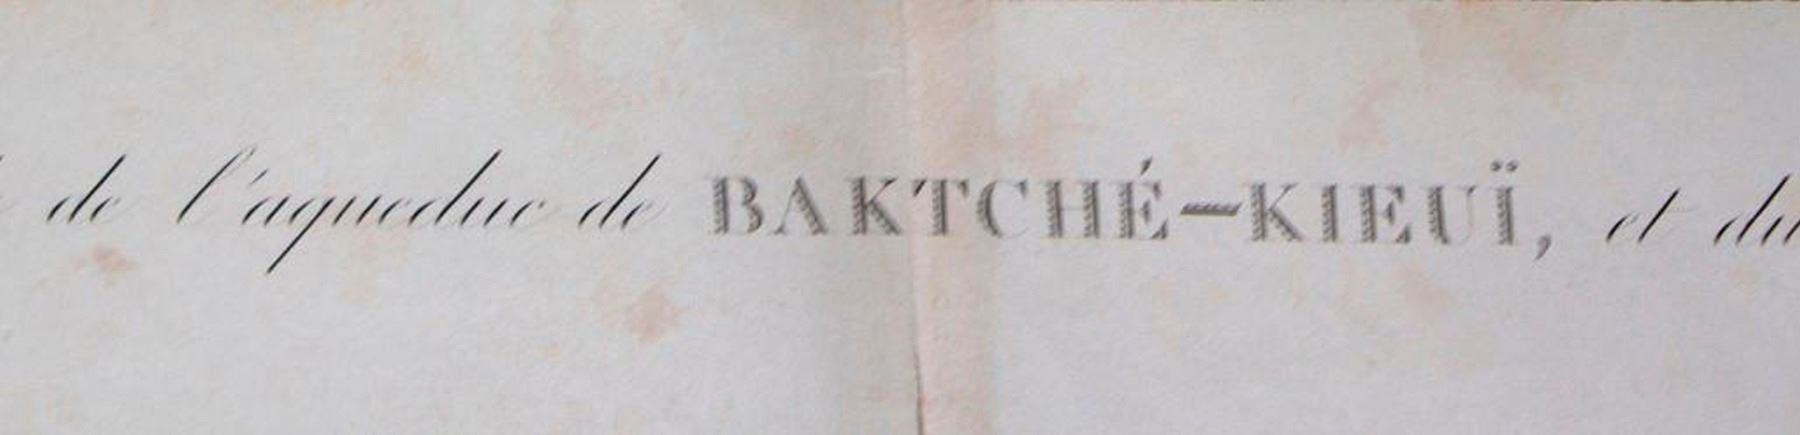 de l'aqueduc de BAKTCHÉ-KIEUÏ, et du